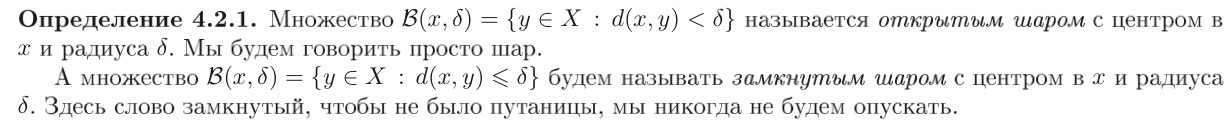 Определение 4.2.1. Множество 𝓑(x, δ) = {y ∈ X : d(x, y) < δ} называется открытым шаром с центром в
x и радиуса δ. Мы будем говорить просто шар.
А множество 𝓑(x, δ) = {y ∈ X : d(x, y) ⩽ δ} будем называть замкнутым шаром с центром в x и радиуса
δ. Здесь слово замкнутый, чтобы не было путаницы, мы никогда не будем опускать.